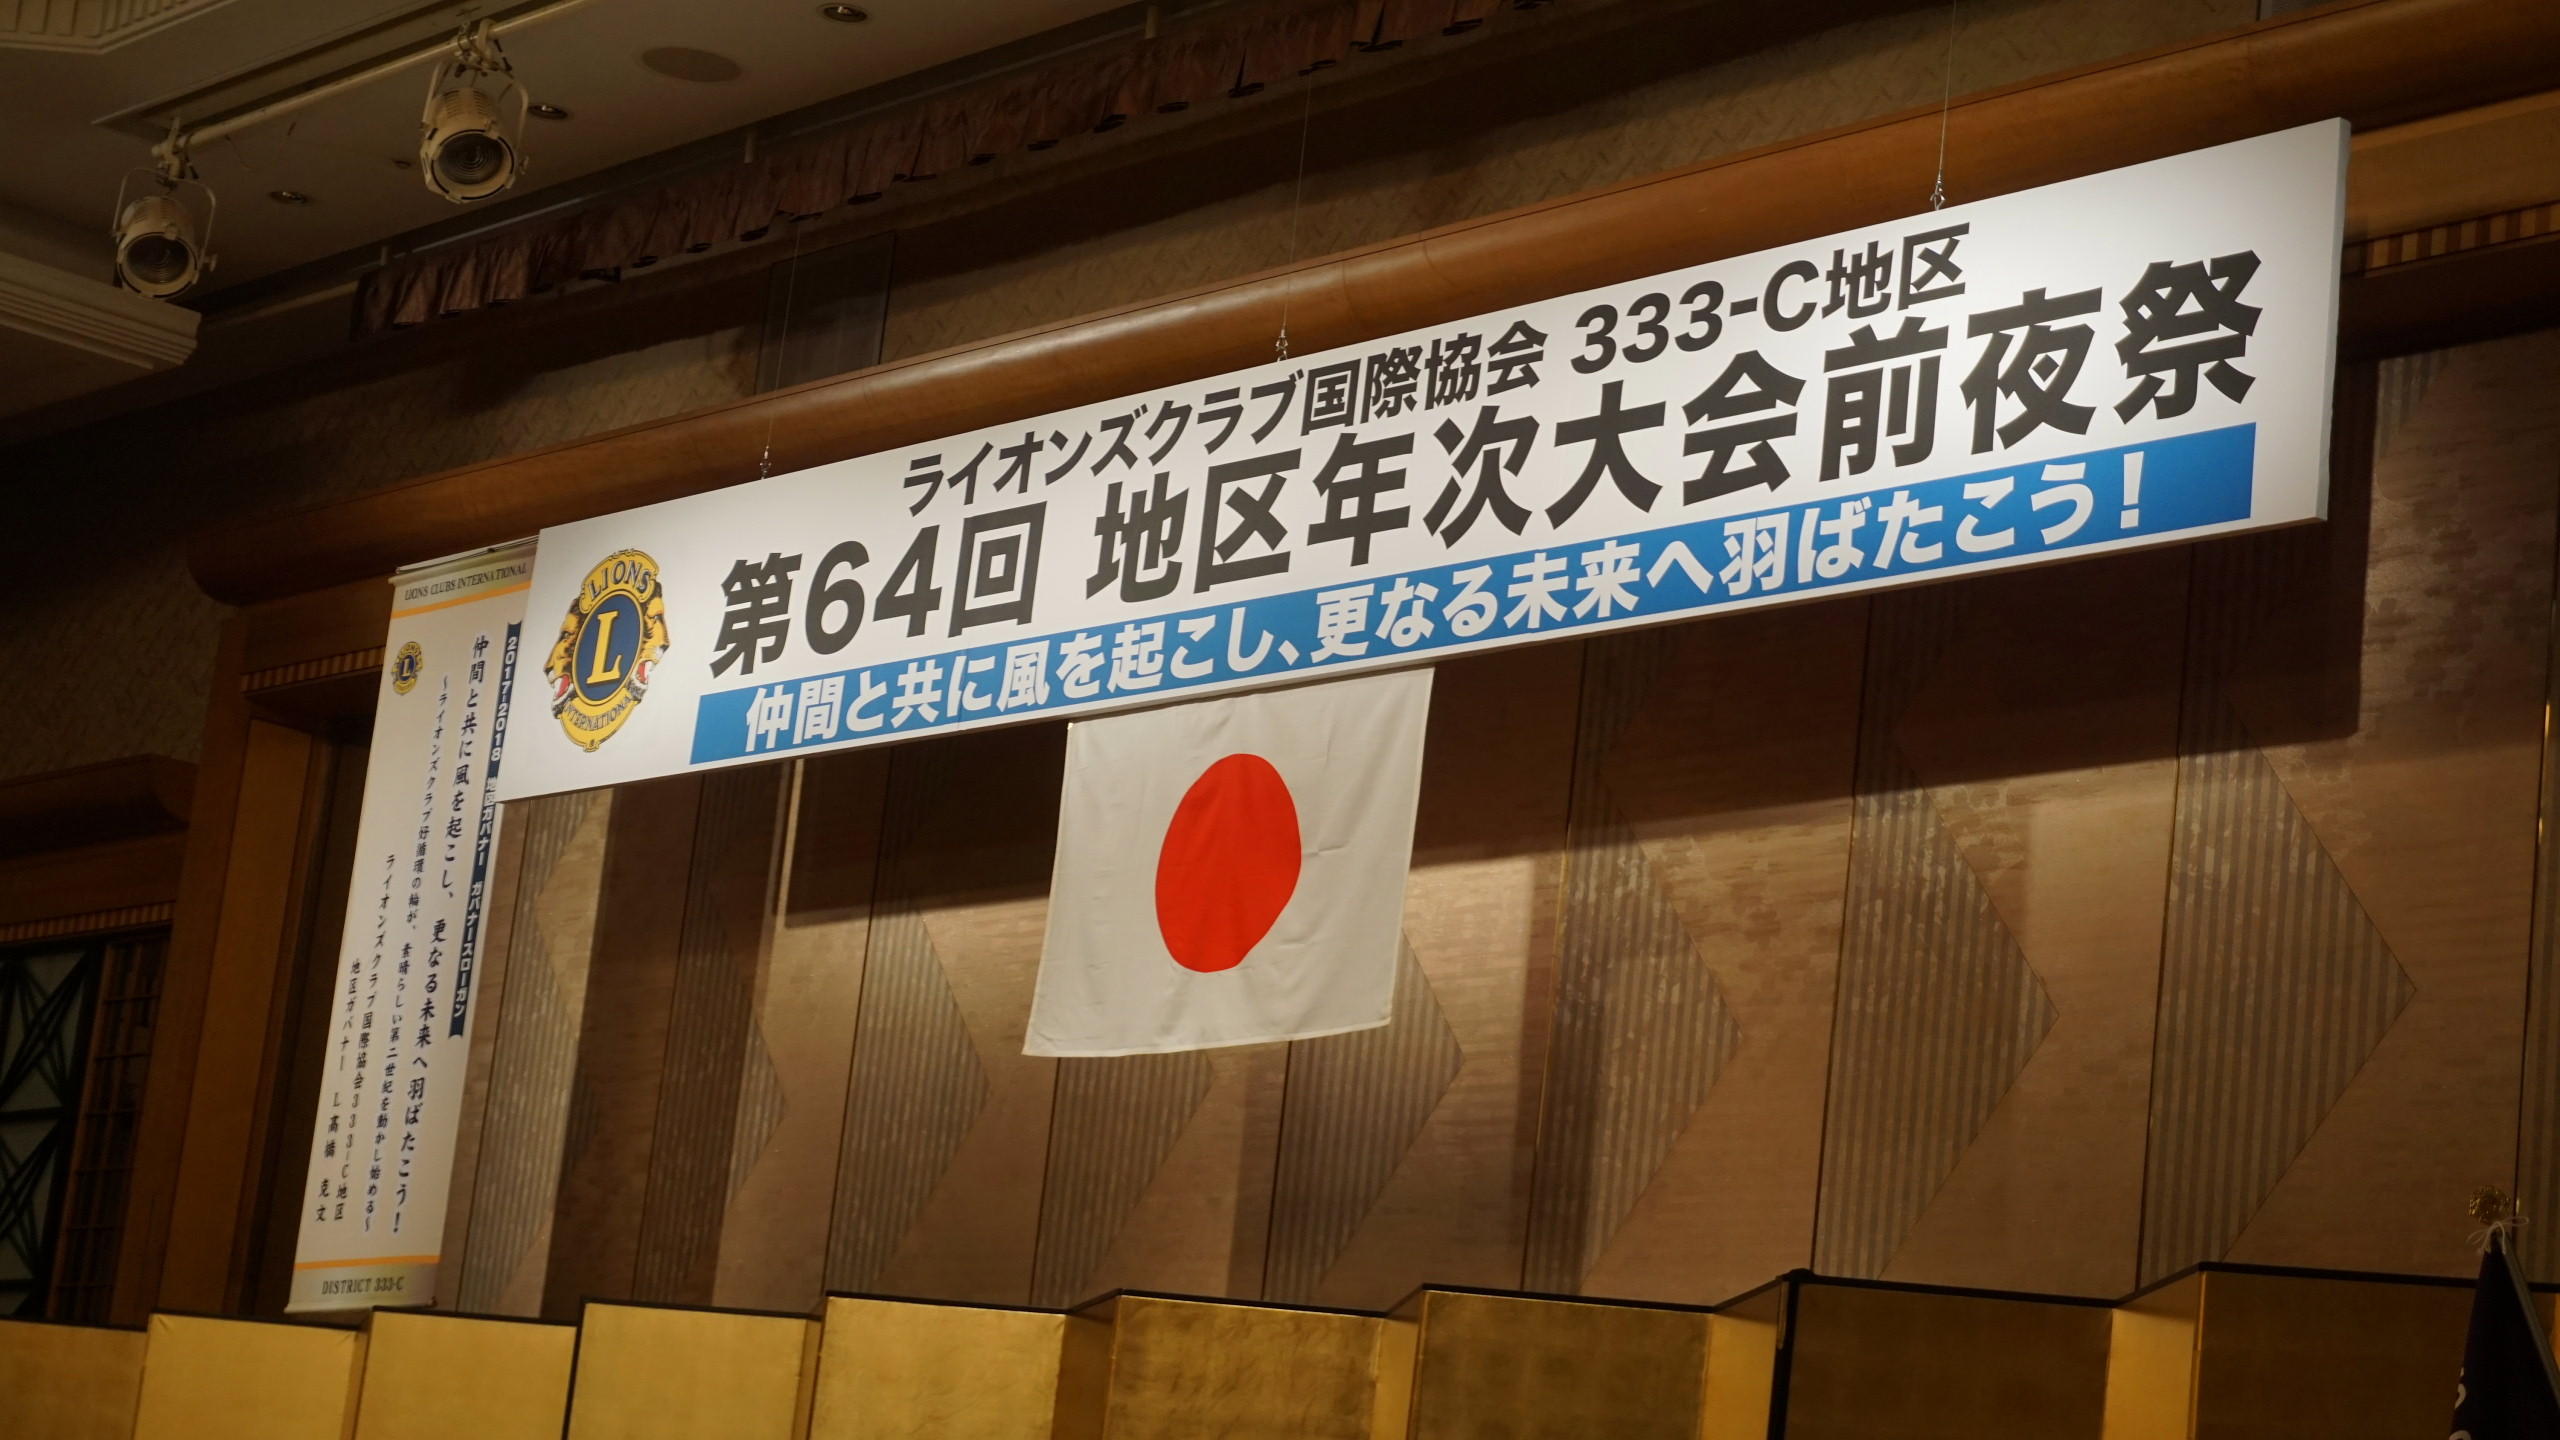 ライオンズクラブ国際協会 333-C地区
第64回 地区年次大会前夜祭
仲間と共に風を起こし、更なる未来へ羽ばたこう!
LIONS
L
INTERNATIONAL
LIONS CLUBS INTERNATIONAL
L
2017-2018 地区ガバナー ガバナースローガン
仲間と共に風を起こし、更なる未来へ羽ばたこう!
~ライオンズクラブ好循環の輪が、素晴らしい第二世紀を動かし始める~
ライオンズクラブ国際協会333-C地区
地区ガバナー L 髙橋 克文
DISTRICT 333-C